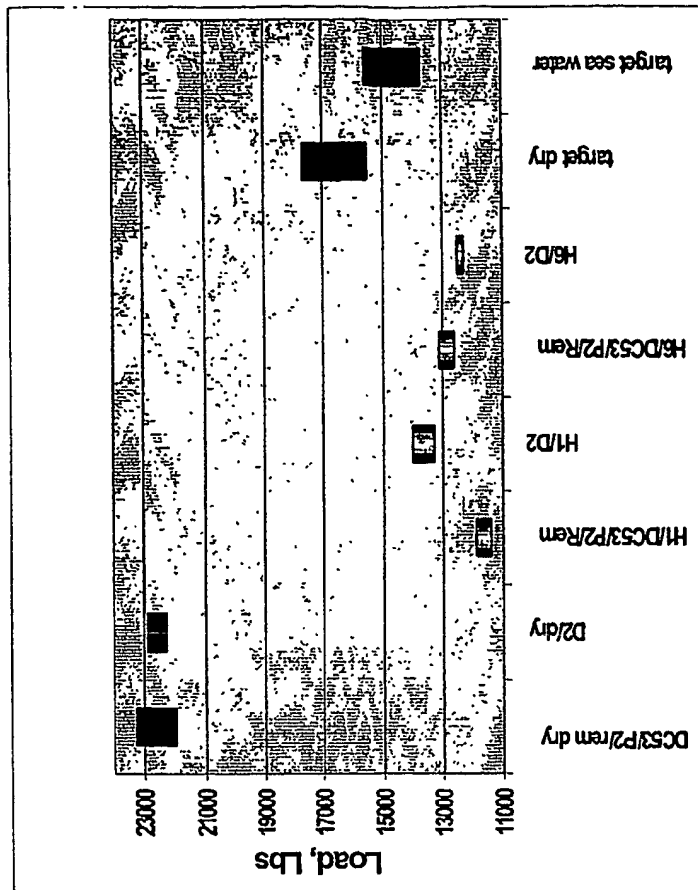 target sea water
target dry
H6/D2
H6/DC53/P2/Rem
H1/D2
H1/DC53/P2/Rem
D2/dry
DC53/P2/rem dry
23000
21000
19000
17000
15000
13000
11000
Load, Lbs